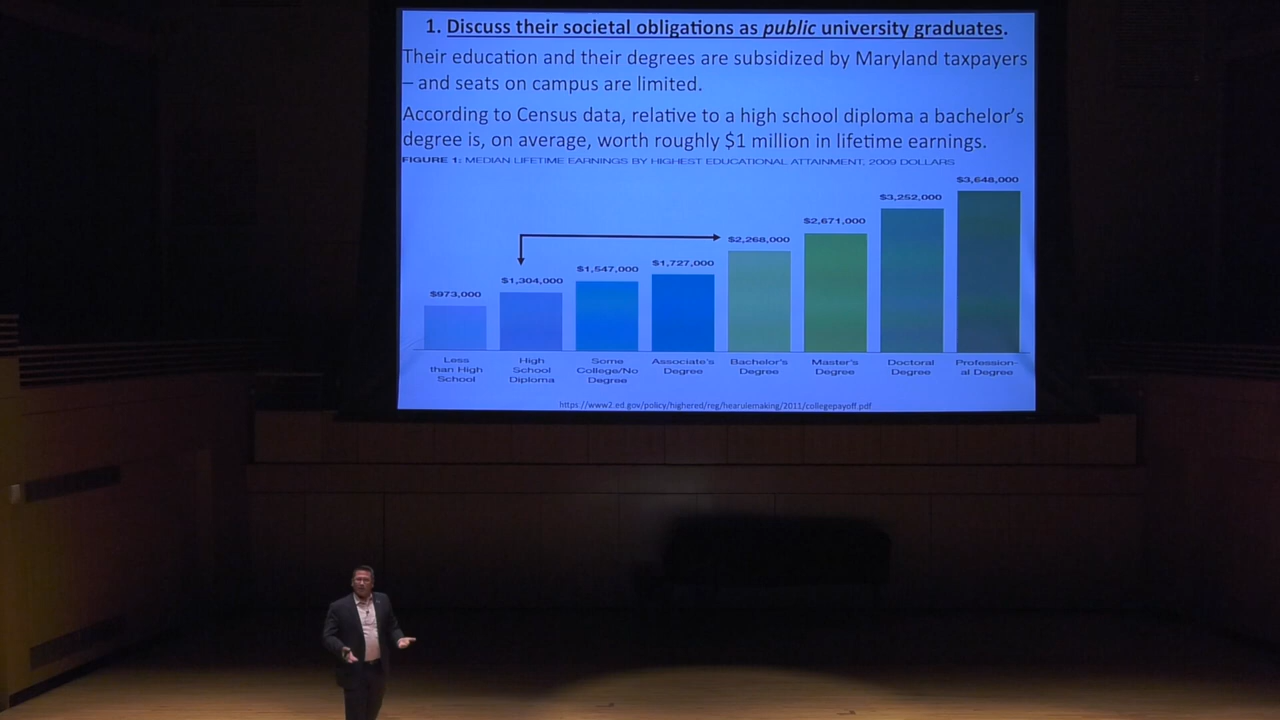 1. Discuss their societal obligations as public university graduates.
Their education and their degrees are subsidized by Maryland taxpayers
– and seats on campus are limited.
According to Census data, relative to a high school diploma a bachelor's
degree is, on average, worth roughly $1 million in lifetime earnings.
FIGURE 1: MEDIAN LIFETIME EARNINGS BY HIGHEST EDUCATIONAL ATTAINMENT, 2009 DOLLARS
$973,000
$1,304,000
$1,547,000
$1,727,000
$2,268,000
$2,671,000
$3,252,000
$3,648,000
Less
than High
School
High
School
Diploma
Some
College/No
Degree
Associate's
Degree
Bachelor's
Degree
Master's
Degree
Doctoral
Degree
Profession-
al Degree
https://www2.ed.gov/policy/highered/reg/hearulemaking/2011/collegepayoff.pdf